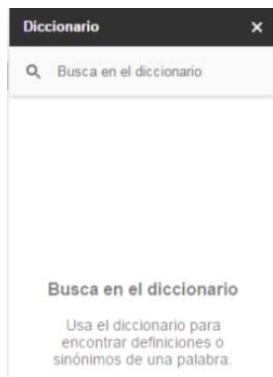 Diccionario
Busca en el diccionario
Busca en el diccionario
Usa el diccionario para
encontrar definiciones o
sinónimos de una palabra.